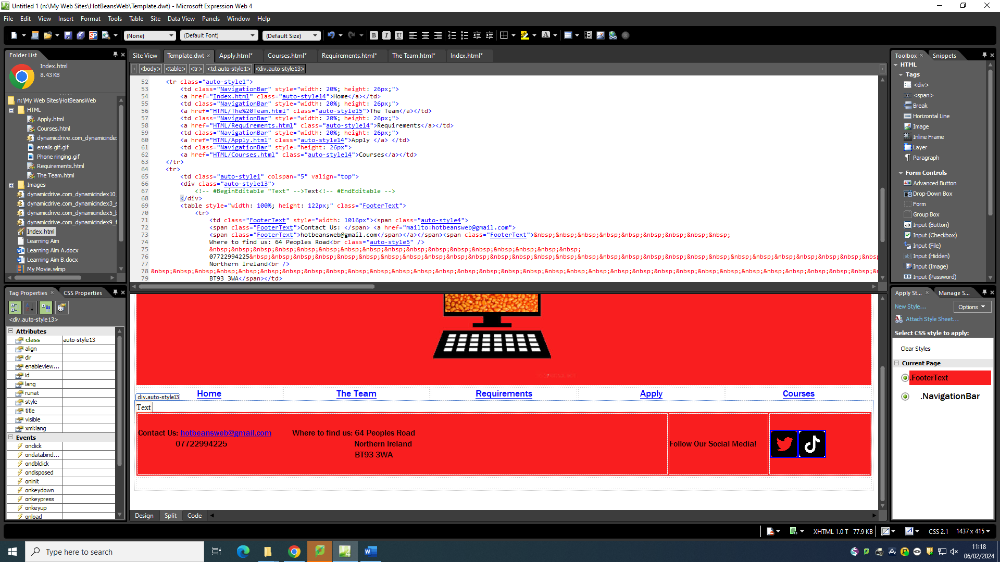 Untitled 1 (n:\My Web Sites\HotBeansWeb\Template.dwt) - Microsoft Expression Web 4
File Edit View Insert Format Tools Table Site Data View Panels Window Help
(None) (Default Font) (Default Size)
Folder List
Index.html
8.43 KB
n:\My Web Sites\HotBeansWeb
HTML
Apply.html
Courses.html
dynamicdrive.com_dynamicindex
emails gif.gif
Phone ringing.gif
Requirements.html
The Team.html
Images
dynamicdrive.com_dynamicindex10_
dynamicdrive.com_dynamicindex3_s
dynamicdrive.com_dynamicindex5_b
dynamicdrive.com_dynamicindex9_f
Index.html
Learning Aim
Learning Aim A.docx
Learning Aim B.docx
My Movie.wlmp
Site View Template.dwt Apply.html* Courses.html* Requirements.html* The Team.html* Index.html*
<body> <table> <tr> <td.auto-style1> <div.auto-style13>
52 <tr class="auto-style1">
53 <td class="NavigationBar" style="width: 20%; height: 26px;">
54 <a href="Index.html" class="auto-style14">Home</a></td>
55 <td class="NavigationBar" style="width: 20%; height: 26px;">
56 <a href="HTML/The%20Team.html" class="auto-style15">The Team</a></td>
57 <td class="NavigationBar" style="width: 20%; height: 26px;">
58 <a href="HTML/Requirements.html" class="auto-style14">Requirements</a></td>
59 <td class="NavigationBar" style="width: 20%; height: 26px;">
60 <a href="HTML/Apply.html" class="auto-style14">Apply </a> </td>
61 <td class="NavigationBar" style="height: 26px">
62 <a href="HTML/Courses.html" class="auto-style14">Courses</a></td>
63 </tr>
64 <tr>
65 <td class="auto-style1" colspan="5" valign="top">
66 <div class="auto-style13">
67 <!-- #BeginEditable "Text" -->Text<!-- #EndEditable -->
68 </div>
69 <table style="width: 100%; height: 122px;" class="FooterText">
70 <tr>
71 <td class="FooterText" style="width: 1016px"><span class="auto-style4">
72 <span class="FooterText">Contact Us: </span> <a href="mailto:hotbeansweb@gmail.com">
73 <span class="FooterText">hotbeansweb@gmail.com</span></a></span><span class="FooterText">&nbsp;&nbsp;&nbsp;&nbsp;&nbsp;&nbsp;&nbsp;&nbsp;&nbsp;
74 Where to find us: 64 Peoples Road<br class="auto-style5" />
75 &nbsp;&nbsp;&nbsp;&nbsp;&nbsp;&nbsp;&nbsp;&nbsp;&nbsp;&nbsp;&nbsp;&nbsp;&nbsp;&nbsp;&nbsp;&nbsp;&nbsp;
76 07722994225&nbsp;&nbsp;&nbsp;&nbsp;&nbsp;&nbsp;&nbsp;&nbsp;&nbsp;&nbsp;&nbsp;&nbsp;&nbsp;&nbsp;&nbsp;&nbsp;&nbsp;&nbsp;&nbsp;&nbsp;&nbsp;&nbsp;&nbsp;&nbsp;&nbsp;&nbsp;&nbsp;&nbsp;&nbsp
77 Northern Ireland<br />
78 &nbsp;&nbsp;&nbsp;&nbsp;&nbsp;&nbsp;&nbsp;&nbsp;&nbsp;&nbsp;&nbsp;&nbsp;&nbsp;&nbsp;&nbsp;&nbsp;&nbsp;&nbsp;&nbsp;&nbsp;&nbsp;&nbsp;&nbsp;&nbsp;&nbsp;&nbsp;&nbsp;&nbsp;&nbsp;&nbsp;&nbsp;&nbsp;&nbsp;
79 BT93 3WA</span></td>
Tag Properties CSS Properties
<div.auto-style13>
Attributes
class auto-style13
align
dir
enableview...
id
lang
runat
style
title
visible
xml:lang
Events
onclick
ondatabind...
ondblclick
ondisposed
oninit
onkeydown
onkeypress
onkeyup
onload
div.auto-style13
Home The Team Requirements Apply Courses
Text
Contact Us: hotbeansweb@gmail.com Where to find us: 64 Peoples Road
07722994225 Northern Ireland
BT93 3WA
Follow Our Social Media!
Design Split Code
Toolbox Snippets
HTML
Tags
<div>
<span>
Break
Horizontal Line
Image
Inline Frame
Layer
Paragraph
Form Controls
Advanced Button
Drop-Down Box
Form
Group Box
Input (Button)
Input (Checkbox)
Input (File)
Input (Hidden)
Input (Image)
Input (Password)
Apply St... Manage S...
New Style... Options
Attach Style Sheet...
Select CSS style to apply:
Clear Styles
Current Page
.FooterText
.NavigationBar
XHTML 1.0 T 77.9 KB CSS 2.1 1437 x 415
Type here to search
11:18
06/02/2024